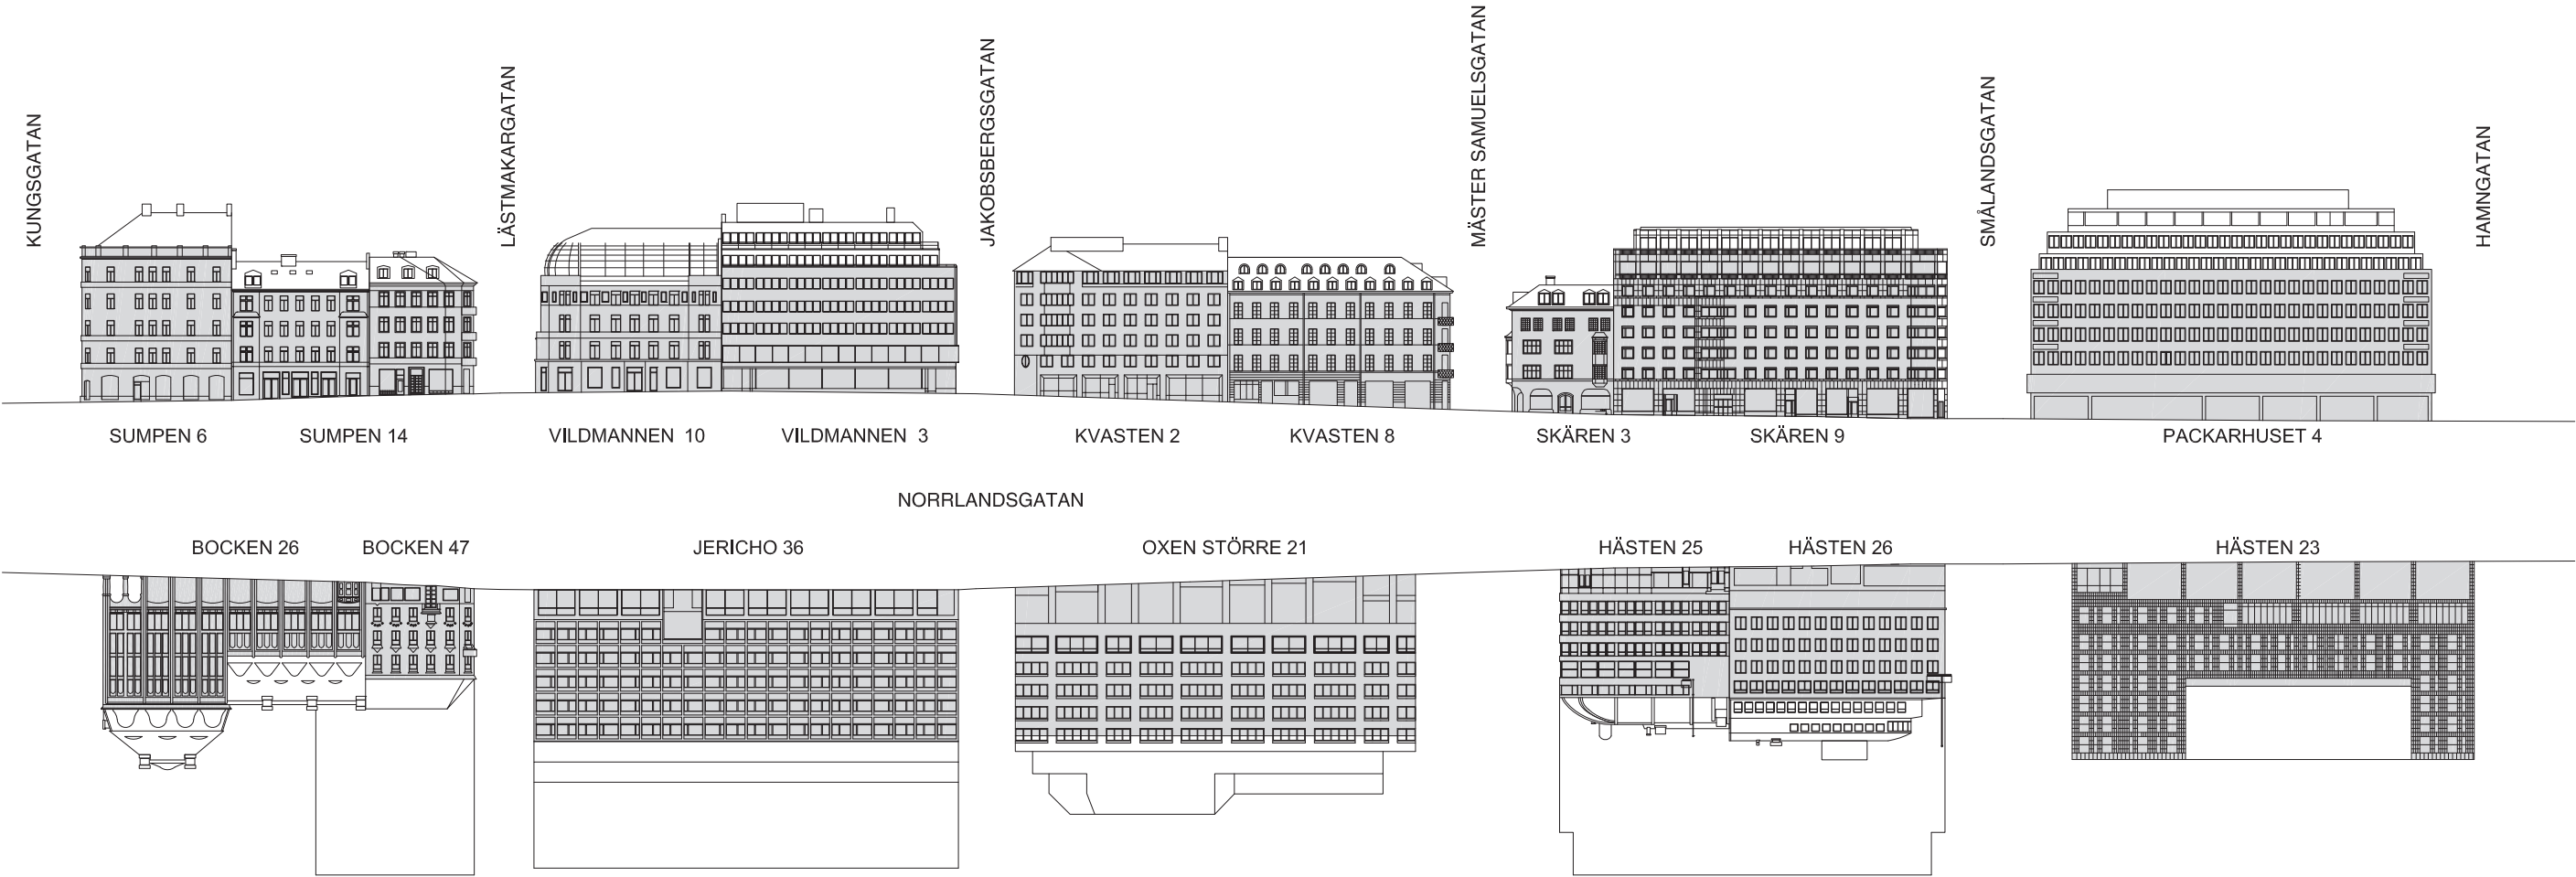 KUNGSGATAN
LÄSTMAKARGATAN
JAKOBSBERGSGATAN
MÄSTER SAMUELSGATAN
SMÅLANDSGATAN
HAMNGATAN
SUMPEN 6
SUMPEN 14
VILDMANNEN 10
VILDMANNEN 3
KVASTEN 2
KVASTEN 8
SKÄREN 3
SKÄREN 9
PACKARHUSET 4
NORRLANDSGATAN
BOCKEN 26
BOCKEN 47
JERICHO 36
OXEN STÖRRE 21
HÄSTEN 25
HÄSTEN 26
HÄSTEN 23